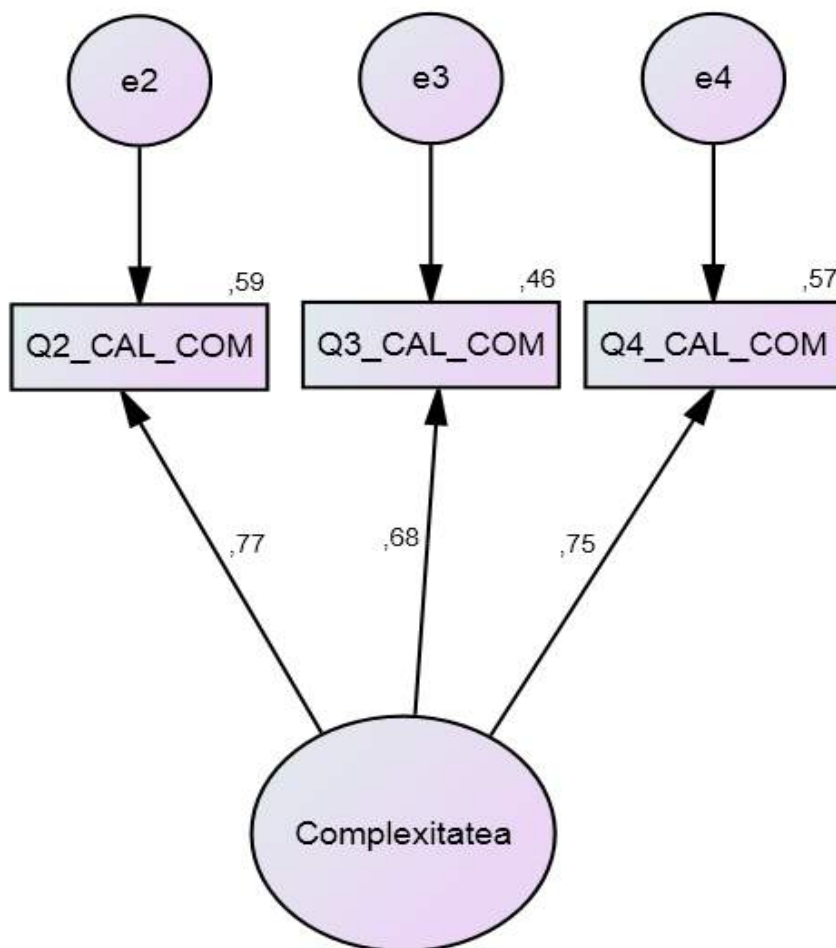 e2
e3
e4
,59
,46
,57
Q2_CAL_COM
Q3_CAL_COM
Q4_CAL_COM
,77
,68
,75
Complexitatea